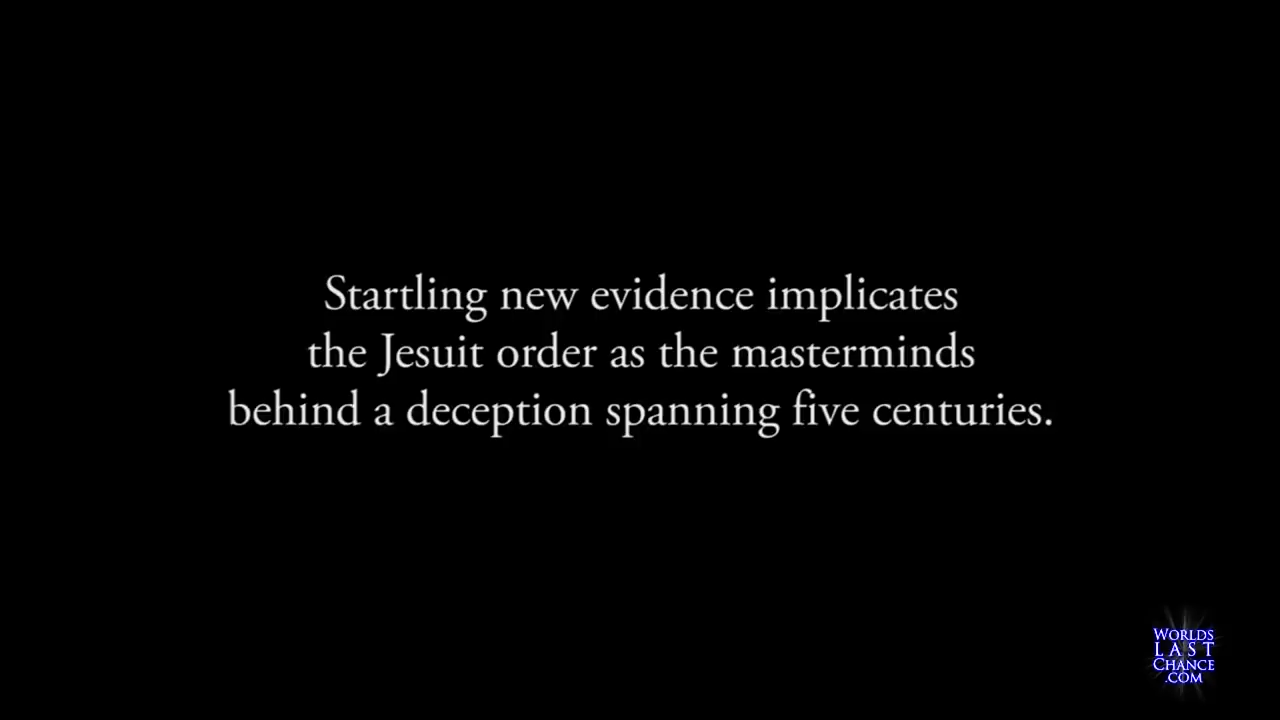 Startling new evidence implicates
the Jesuit order as the masterminds
behind a deception spanning five centuries.
WORLDS
LAST
CHANCE
.COM